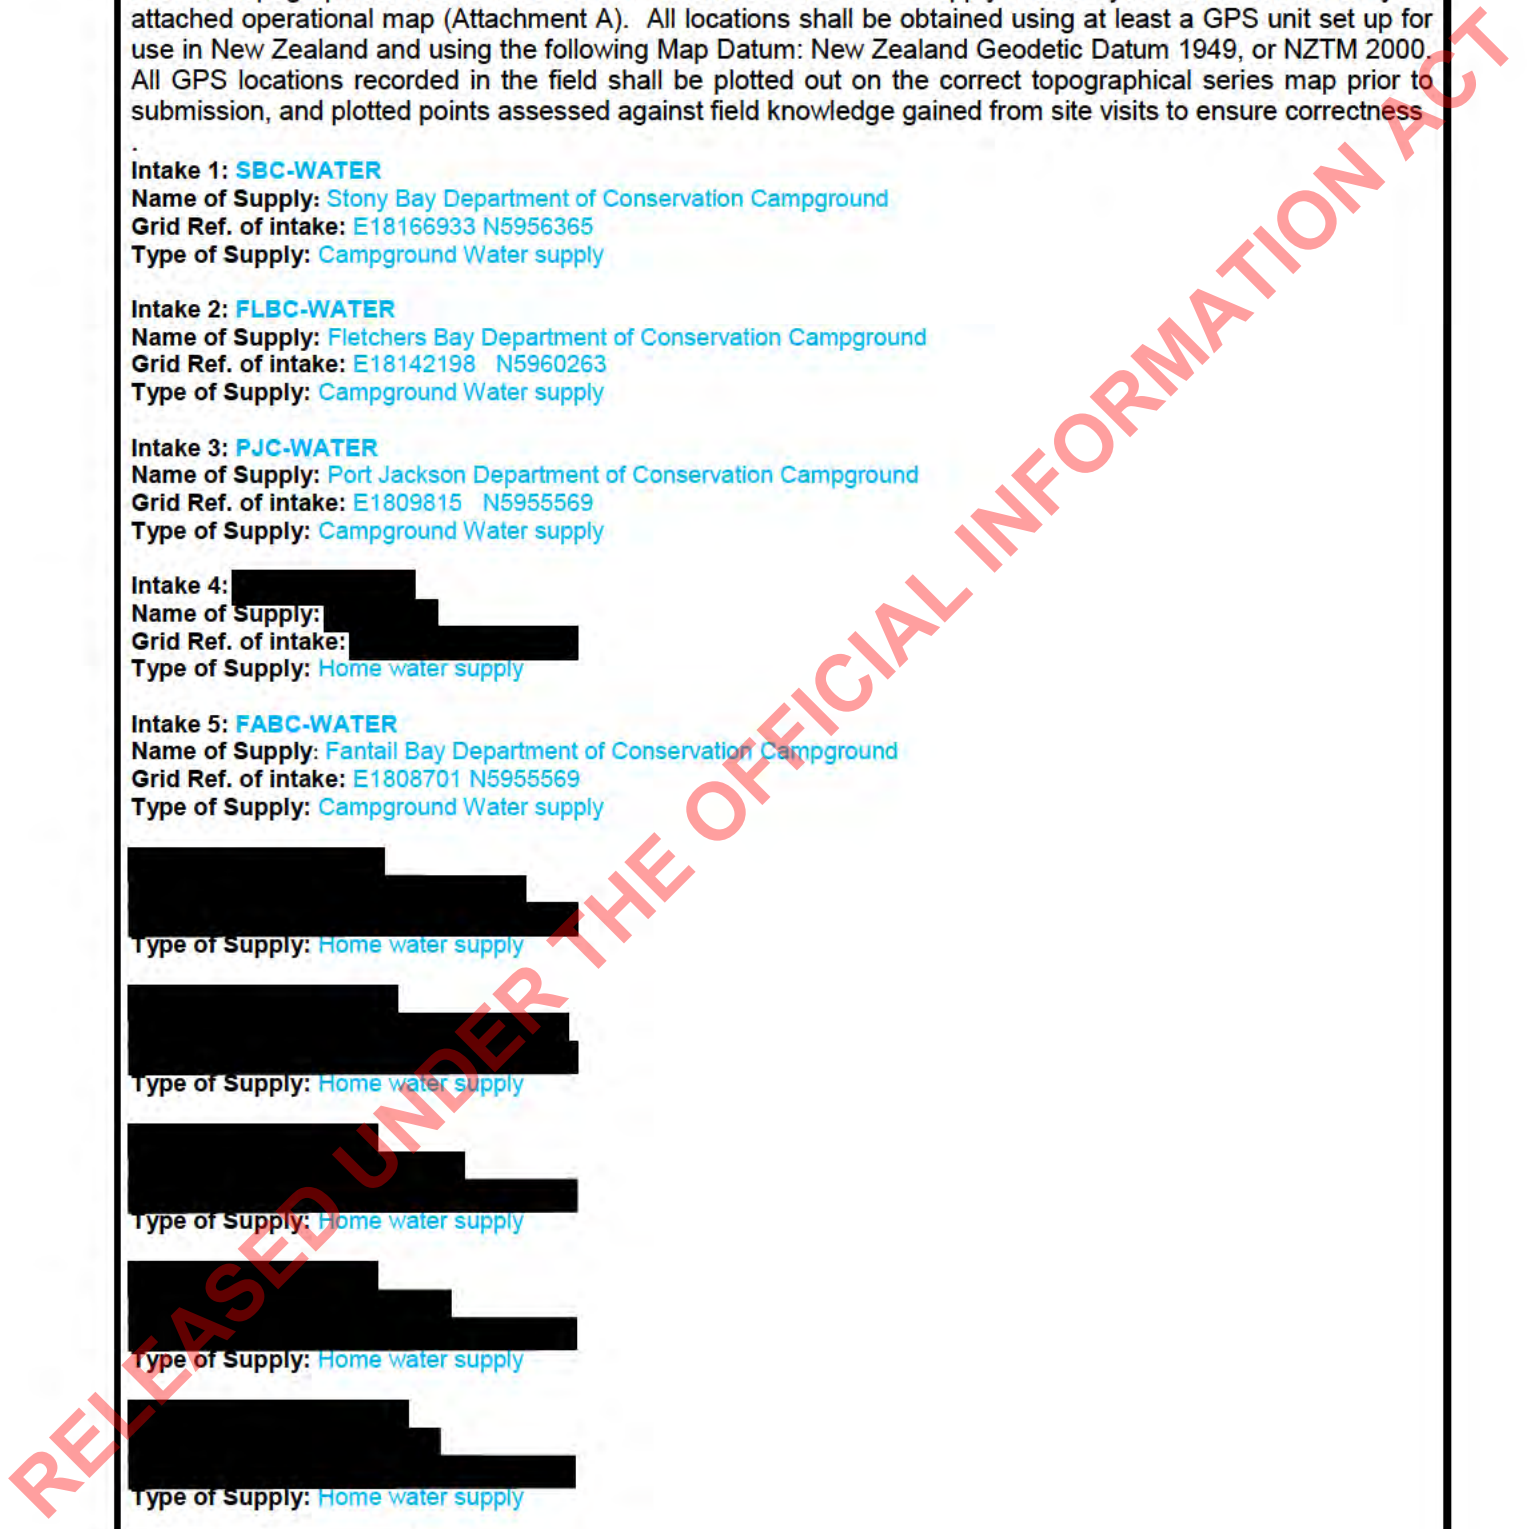 attached operational map (Attachment A). All locations shall be obtained using at least a GPS unit set up for
use in New Zealand and using the following Map Datum: New Zealand Geodetic Datum 1949, or NZTM 2000.
All GPS locations recorded in the field shall be plotted out on the correct topographical series map prior to
submission, and plotted points assessed against field knowledge gained from site visits to ensure correctness
.
Intake 1: SBC-WATER
Name of Supply: Stony Bay Department of Conservation Campground
Grid Ref. of intake: E18166933 N5956365
Type of Supply: Campground Water supply
Intake 2: FLBC-WATER
Name of Supply: Fletchers Bay Department of Conservation Campground
Grid Ref. of intake: E18142198 N5960263
Type of Supply: Campground Water supply
Intake 3: PJC-WATER
Name of Supply: Port Jackson Department of Conservation Campground
Grid Ref. of intake: E1809815 N5955569
Type of Supply: Campground Water supply
Intake 4:
Name of Supply:
Grid Ref. of intake:
Type of Supply: Home water supply
Intake 5: FABC-WATER
Name of Supply: Fantail Bay Department of Conservation Campground
Grid Ref. of intake: E1808701 N5955569
Type of Supply: Campground Water supply
Type of Supply: Home water supply
Type of Supply: Home water supply
Type of Supply: Home water supply
Type of Supply: Home water supply
Type of Supply: Home water supply
RELEASED UNDER THE OFFICIAL INFORMATION ACT